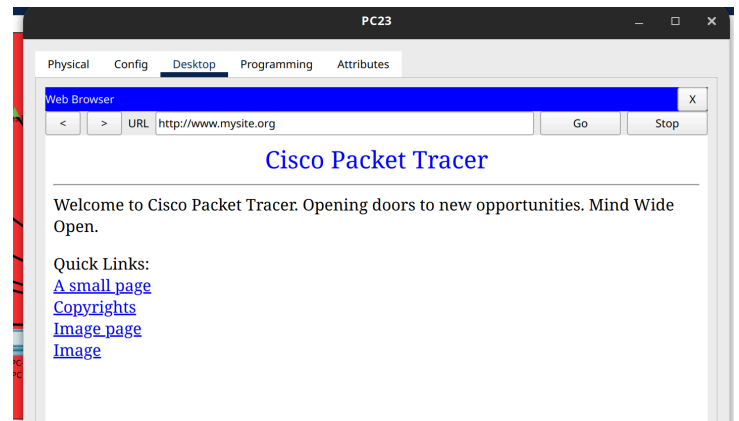 PC23
Physical Config Desktop Programming Attributes
Web Browser X
< > URL http://www.mysite.org Go Stop
Cisco Packet Tracer
Welcome to Cisco Packet Tracer. Opening doors to new opportunities. Mind Wide
Open.
Quick Links:
A small page
Copyrights
Image page
Image